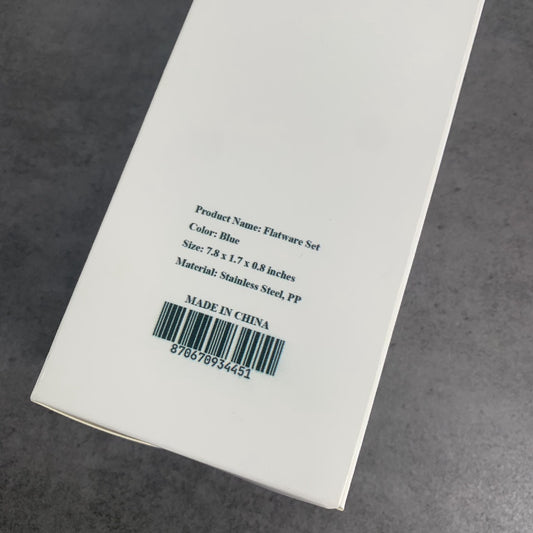 Product Name: Flatware Set
Color: Blue
Size: 7.8 x 1.7 x 0.8 inches
Material: Stainless Steel, PP
MADE IN CHINA
870670934451